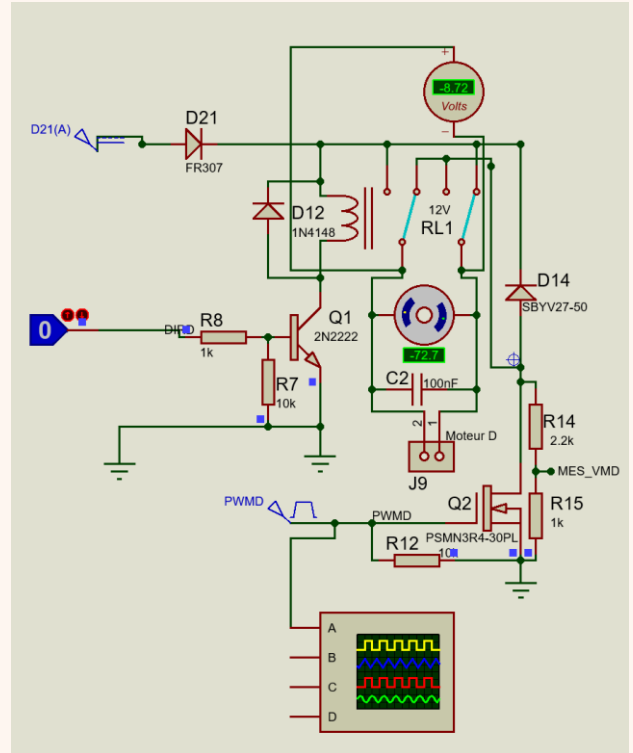 -8.72
Volts
D21(A)
D21
FR307
D12
1N4148
12V
RL1
D14
SBYV27-50
0
R8
1k
Q1
2N2222
R7
10k
-72.7
C2
100nF
2
1
Moteur D
J9
R14
2.2k
MES_VMD
PWMD
PWMD
Q2
PSMN3R4-30PL
R15
1k
R12
A
B
C
D